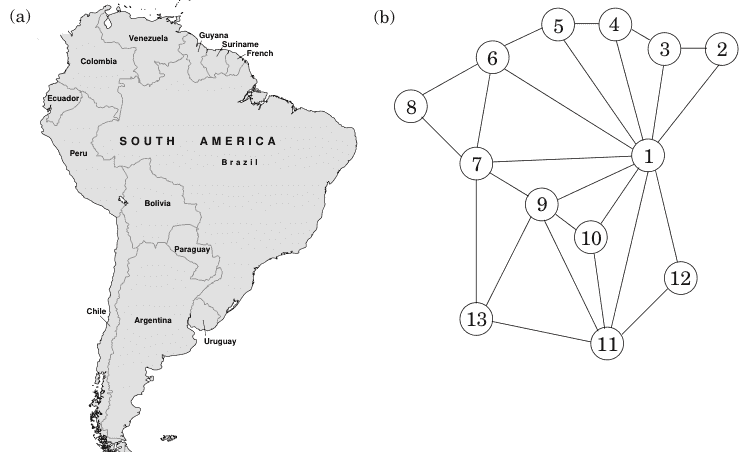 (a)
Venezuela
Guyana
Suriname
French
Colombia
Ecuador
SOUTH AMERICA
Brazil
Peru
Bolivia
Paraguay
Chile
Argentina
Uruguay
(b)
5
4
3
2
6
8
1
7
9
10
12
13
11